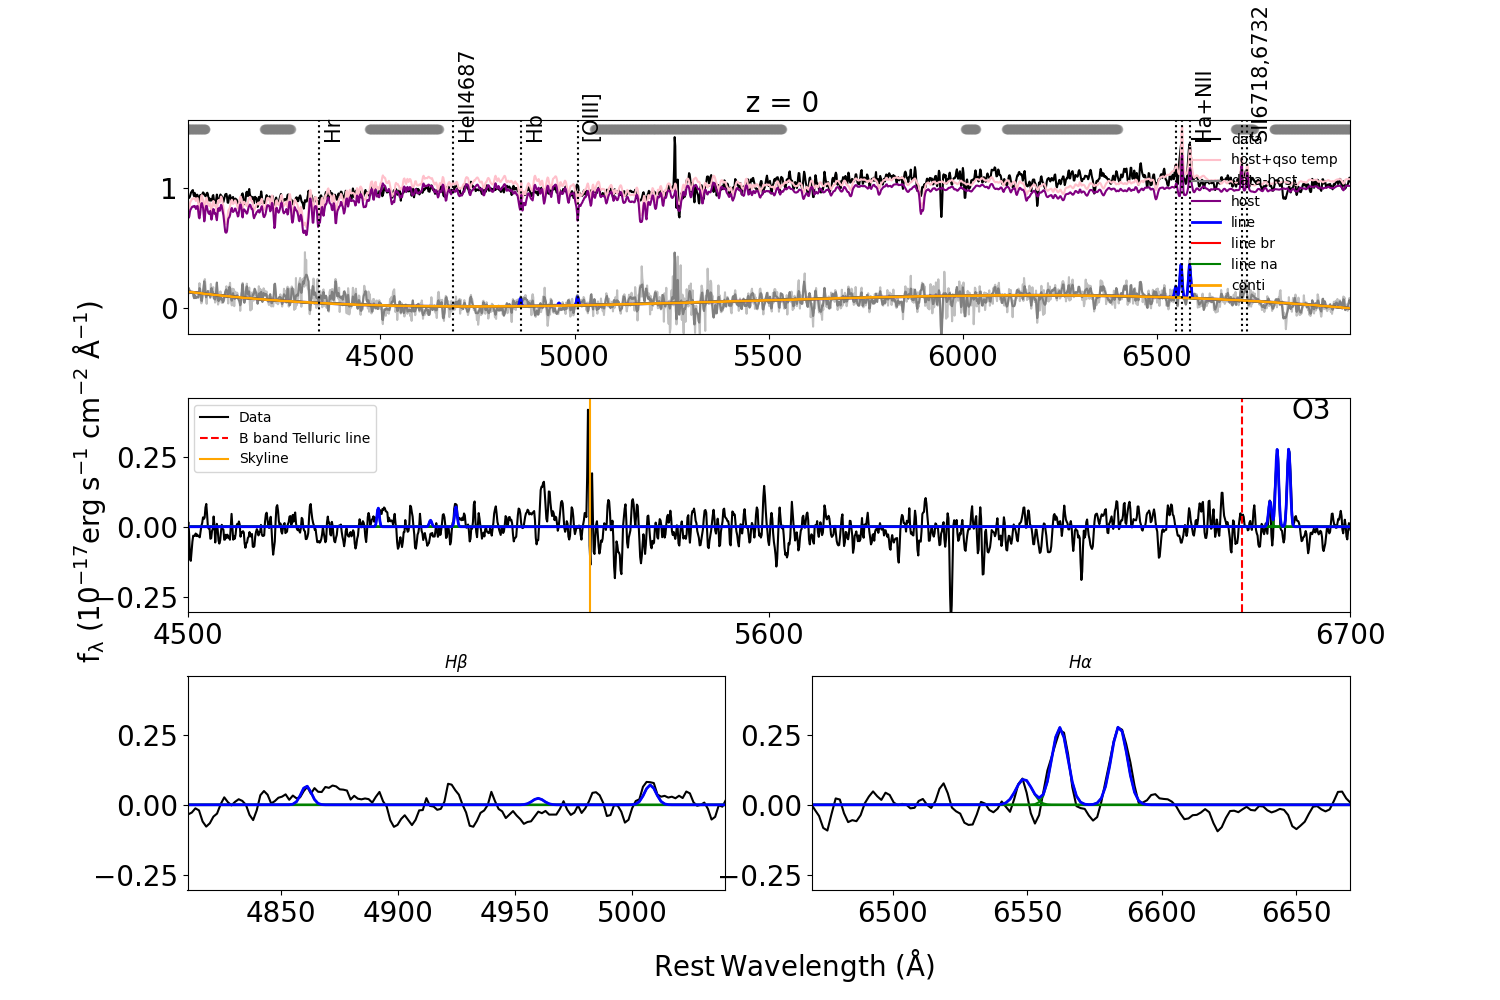 z = 0
Hr
HeII4687
Hb
[OIII]
Ha+NII
SII6718,6732
data
host+qso temp
data-host
host
line
line br
line na
conti
1
0
4500
5000
5500
6000
6500
f_λ (10^−17 erg s^−1 cm^−2 Å^−1)
Data
B band Telluric line
Skyline
O3
0.25
0.00
−0.25
4500
5600
6700
Hβ
0.25
0.00
−0.25
4850
4900
4950
5000
Hα
0.25
0.00
−0.25
6500
6550
6600
6650
Rest Wavelength (Å)